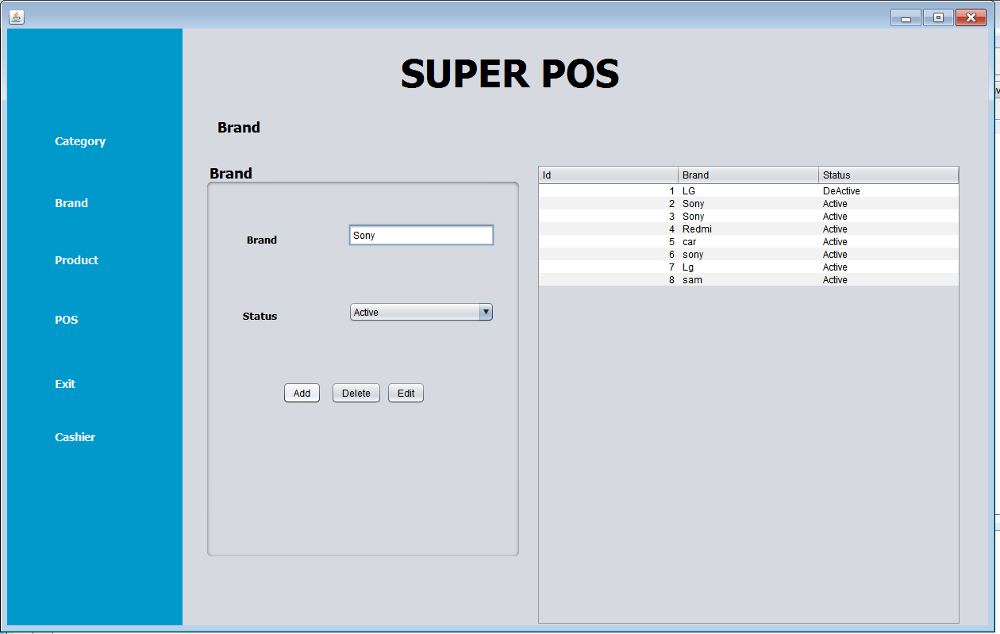 SUPER POS
Category
Brand
Product
POS
Exit
Cashier
Brand
Brand
Brand Sony
Status Active
Add Delete Edit
Id Brand Status
1 LG DeActive
2 Sony Active
3 Sony Active
4 Redmi Active
5 car Active
6 sony Active
7 Lg Active
8 sam Active